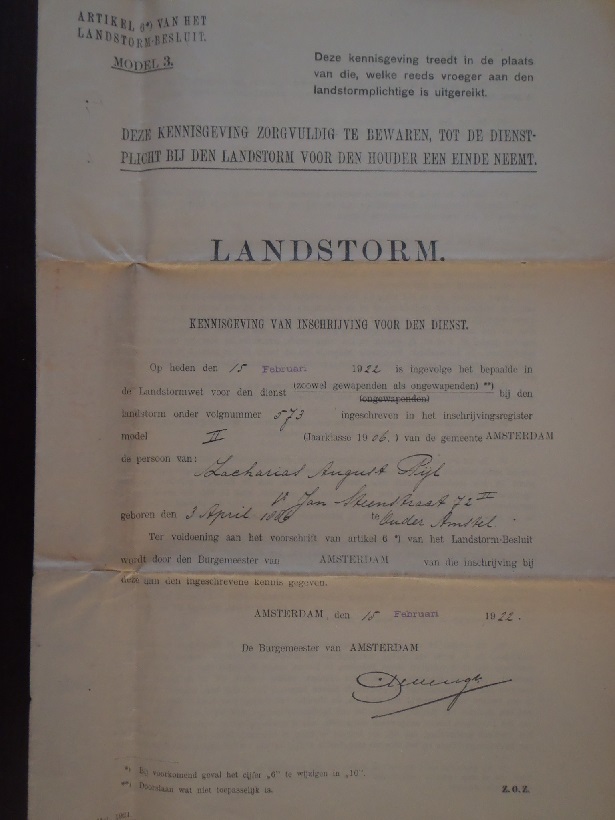 ARTIKEL 6*) VAN HET
LANDSTORM-BESLUIT.
MODEL 3.
Deze kennisgeving treedt in de plaats
van die, welke reeds vroeger aan den
landstormplichtige is uitgereikt.
DEZE KENNISGEVING ZORGVULDIG TE BEWAREN, TOT DE DIENST-
PLICHT BIJ DEN LANDSTORM VOOR DEN HOUDER EEN EINDE NEEMT.
LANDSTORM.
KENNISGEVING VAN INSCHRIJVING VOOR DEN DIENST.
Op heden den 15 Februari 1922 is ingevolge het bepaalde in
de Landstormwet voor den dienst (zoowel gewapenden als ongewapenden) **) bij den
(ongewapenden)
landstorm onder volgnummer 573 ingeschreven in het inschrijvingsregister
model II (Jaarklasse 1906.) van de gemeente AMSTERDAM
de persoon van:
Zacharias August
Jan Steenstraat 72 II
geboren den 3 April 1886 te Ouder Amstel.
Ter voldoening aan het voorschrift van artikel 6 *) van het Landstorm-Besluit
wordt door den Burgemeester van AMSTERDAM van die inschrijving bij
deze aan den ingeschrevene kennis gegeven.
AMSTERDAM, den 15 Februari 1922.
De Burgemeester van AMSTERDAM
*) Bij voorkomend geval het cijfer „6" te wijzigen in „16".
**) Doorhalen wat niet toepasselijk is.
Z.O.Z.